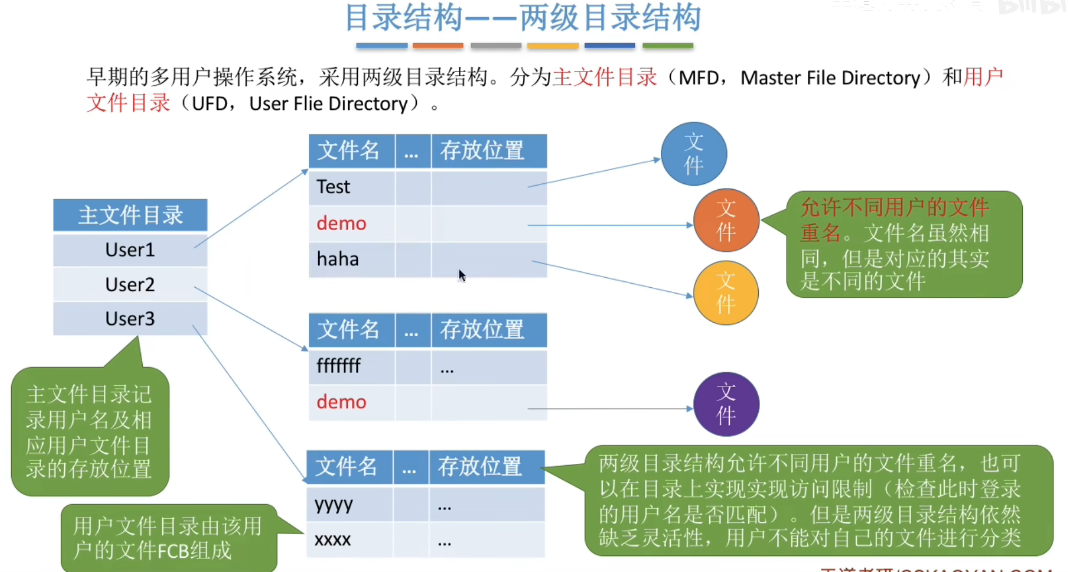 目录结构——两级目录结构
早期的多用户操作系统，采用两级目录结构。分为主文件目录（MFD，Master File Directory）和用户
文件目录（UFD，User Flie Directory）。
主文件目录
User1
User2
User3
文件名 ... 存放位置
Test
demo
haha
文
件
文
件
文
件
允许不同用户的文件
重名。文件名虽然相
同，但是对应的其实
是不同的文件
文件名 ... 存放位置
fffffff ...
demo
文
件
主文件目录记
录用户名及相
应用户文件目
录的存放位置
文件名 ... 存放位置
yyyy ...
xxxx ...
用户文件目录由该用
户的文件FCB组成
两级目录结构允许不同用户的文件重名，也可
以在目录上实现实现访问限制（检查此时登录
的用户名是否匹配）。但是两级目录结构依然
缺乏灵活性，用户不能对自己的文件进行分类